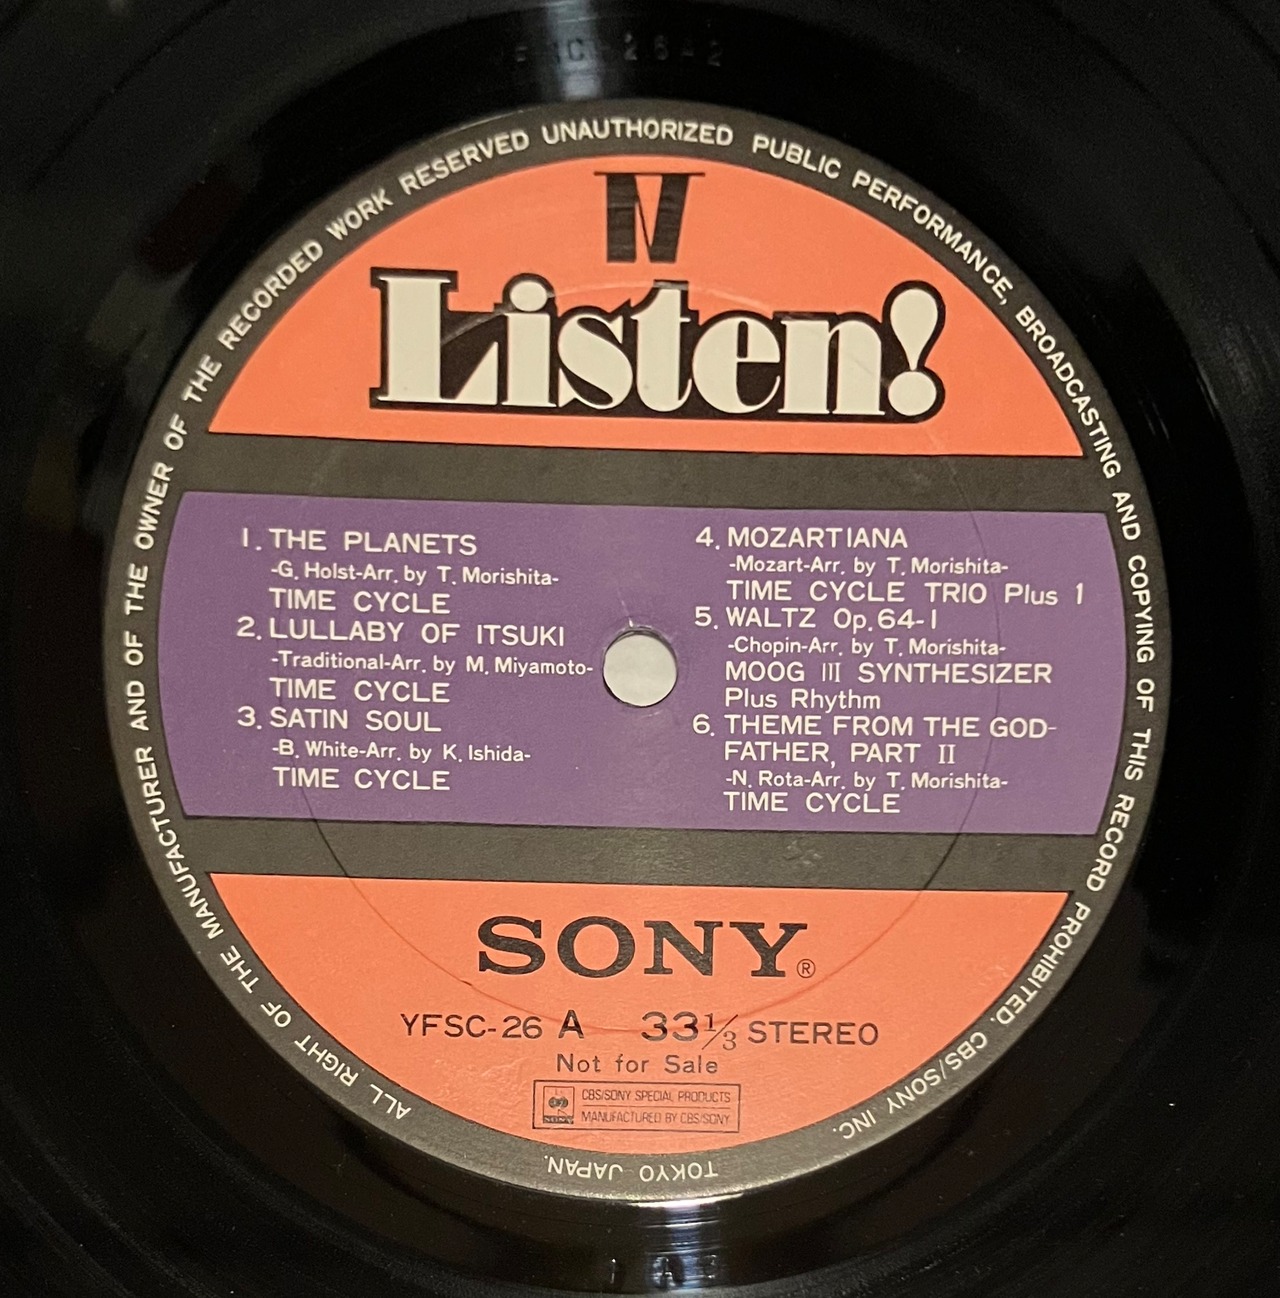 ALL RIGHT OF THE MANUFACTURER AND OF THE OWNER OF THE RECORDED WORK RESERVED UNAUTHORIZED PUBLIC PERFORMANCE, BROADCASTING AND COPYING OF THIS RECORD PROHIBITED. CBS/SONY INC. TOKYO JAPAN.
N
Listen!
1. THE PLANETS
-G. Holst-Arr. by T. Morishita-
TIME CYCLE
2. LULLABY OF ITSUKI
-Traditional-Arr. by M. Miyamoto-
TIME CYCLE
3. SATIN SOUL
-B. White-Arr. by K. Ishida-
TIME CYCLE
4. MOZARTIANA
-Mozart-Arr. by T. Morishita-
TIME CYCLE TRIO Plus 1
5. WALTZ Op. 64-1
-Chopin-Arr. by T. Morishita-
MOOG III SYNTHESIZER
Plus Rhythm
6. THEME FROM THE GOD-
FATHER, PART II
-N. Rota-Arr. by T. Morishita-
TIME CYCLE
SONY®
YFSC-26 A 33 1/3 STEREO
Not for Sale
SONY
CBS/SONY SPECIAL PRODUCTS
MANUFACTURED BY CBS/SONY